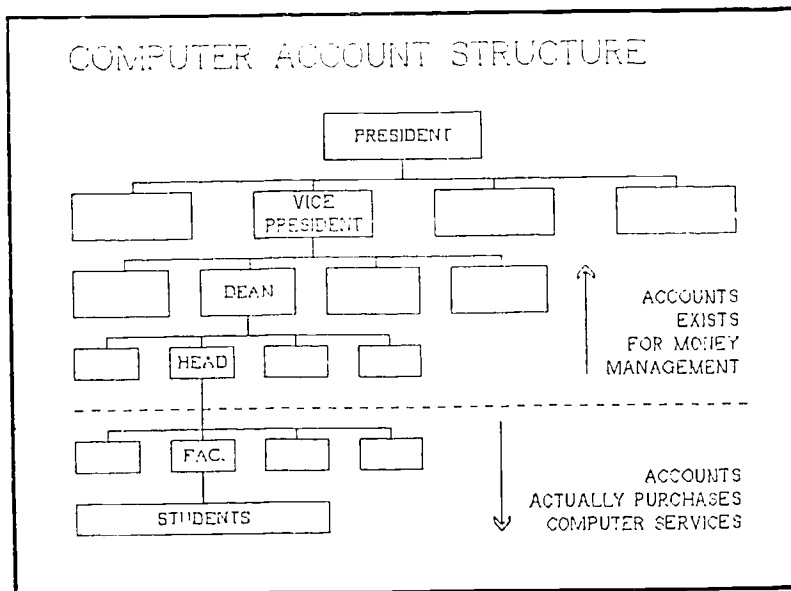 COMPUTER ACCOUNT STRUCTURE
PRESIDENT
VICE
PRESIDENT
DEAN
HEAD
ACCOUNTS
EXISTS
FOR MONEY
MANAGEMENT
FAC.
STUDENTS
ACCOUNTS
ACTUALLY PURCHASES
COMPUTER SERVICES